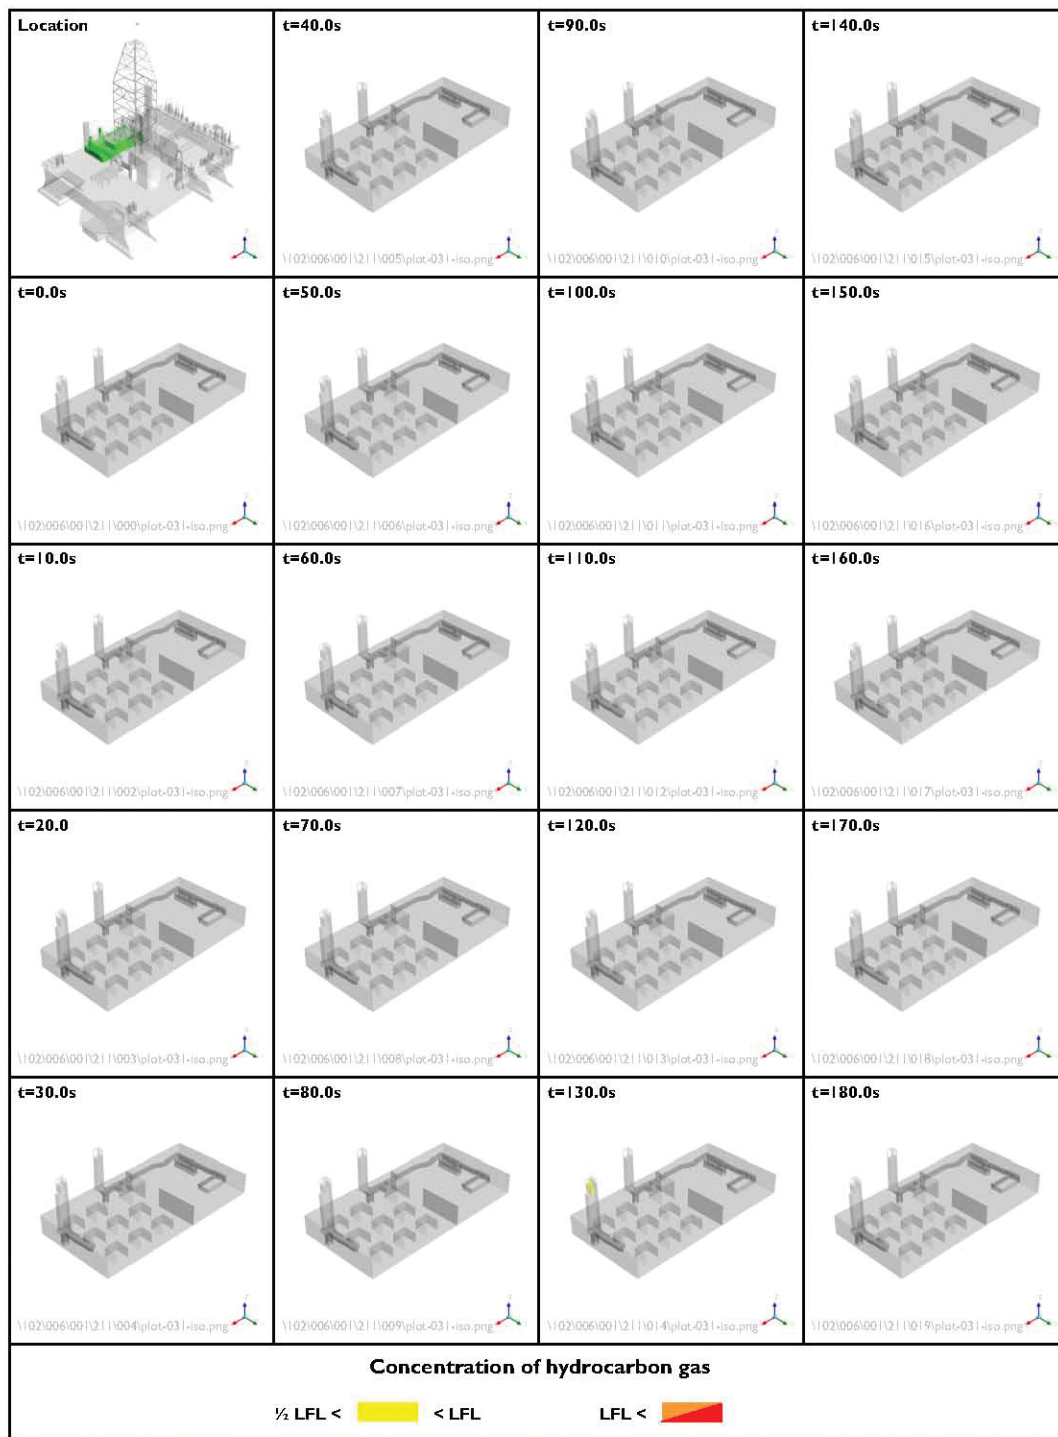 Location
t=40.0s
t=90.0s
t=140.0s
\102\006\001\211\005\plot-031-iso.png
\102\006\001\211\010\plot-031-iso.png
\102\006\001\211\015\plot-031-iso.png
t=0.0s
t=50.0s
t=100.0s
t=150.0s
\102\006\001\211\000\plot-031-iso.png
\102\006\001\211\006\plot-031-iso.png
\102\006\001\211\011\plot-031-iso.png
\102\006\001\211\016\plot-031-iso.png
t=10.0s
t=60.0s
t=110.0s
t=160.0s
\102\006\001\211\002\plot-031-iso.png
\102\006\001\211\007\plot-031-iso.png
\102\006\001\211\012\plot-031-iso.png
\102\006\001\211\017\plot-031-iso.png
t=20.0
t=70.0s
t=120.0s
t=170.0s
\102\006\001\211\003\plot-031-iso.png
\102\006\001\211\008\plot-031-iso.png
\102\006\001\211\013\plot-031-iso.png
\102\006\001\211\018\plot-031-iso.png
t=30.0s
t=80.0s
t=130.0s
t=180.0s
\102\006\001\211\004\plot-031-iso.png
\102\006\001\211\009\plot-031-iso.png
\102\006\001\211\014\plot-031-iso.png
\102\006\001\211\019\plot-031-iso.png
Concentration of hydrocarbon gas
½ LFL < < LFL LFL <